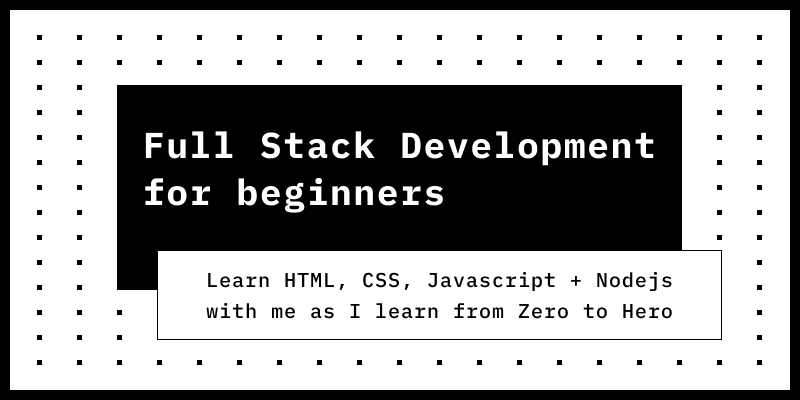 Full Stack Development
for beginners
Learn HTML, CSS, Javascript + Nodejs
with me as I learn from Zero to Hero